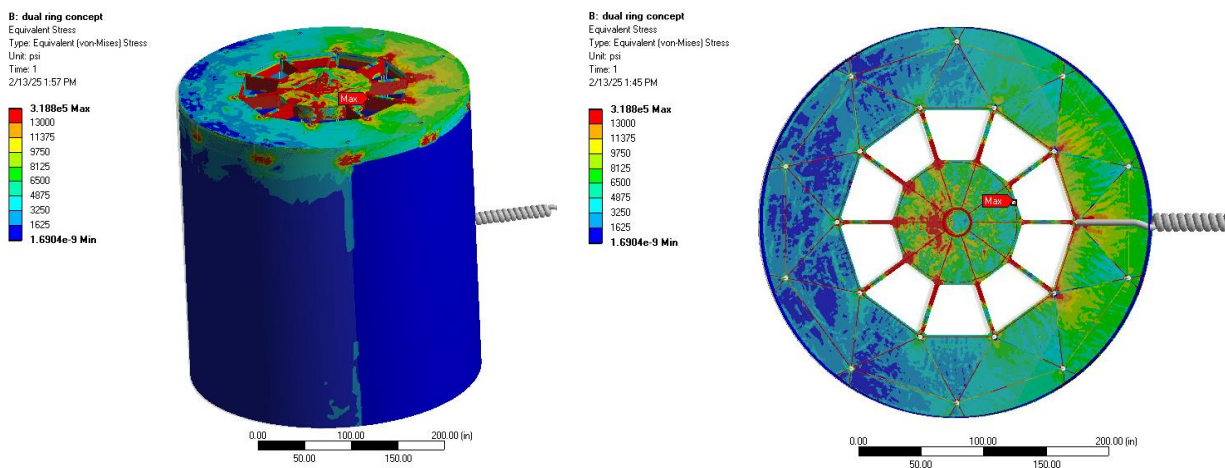 B: dual ring concept
Equivalent Stress
Type: Equivalent (von-Mises) Stress
Unit: psi
Time: 1
2/13/25 1:57 PM
3.188e5 Max
13000
11375
9750
8125
6500
4875
3250
1625
1.6904e-9 Min
Max
0.00 100.00 200.00 (in)
50.00 150.00
B: dual ring concept
Equivalent Stress
Type: Equivalent (von-Mises) Stress
Unit: psi
Time: 1
2/13/25 1:45 PM
3.188e5 Max
13000
11375
9750
8125
6500
4875
3250
1625
1.6904e-9 Min
Max
0.00 100.00 200.00 (in)
50.00 150.00